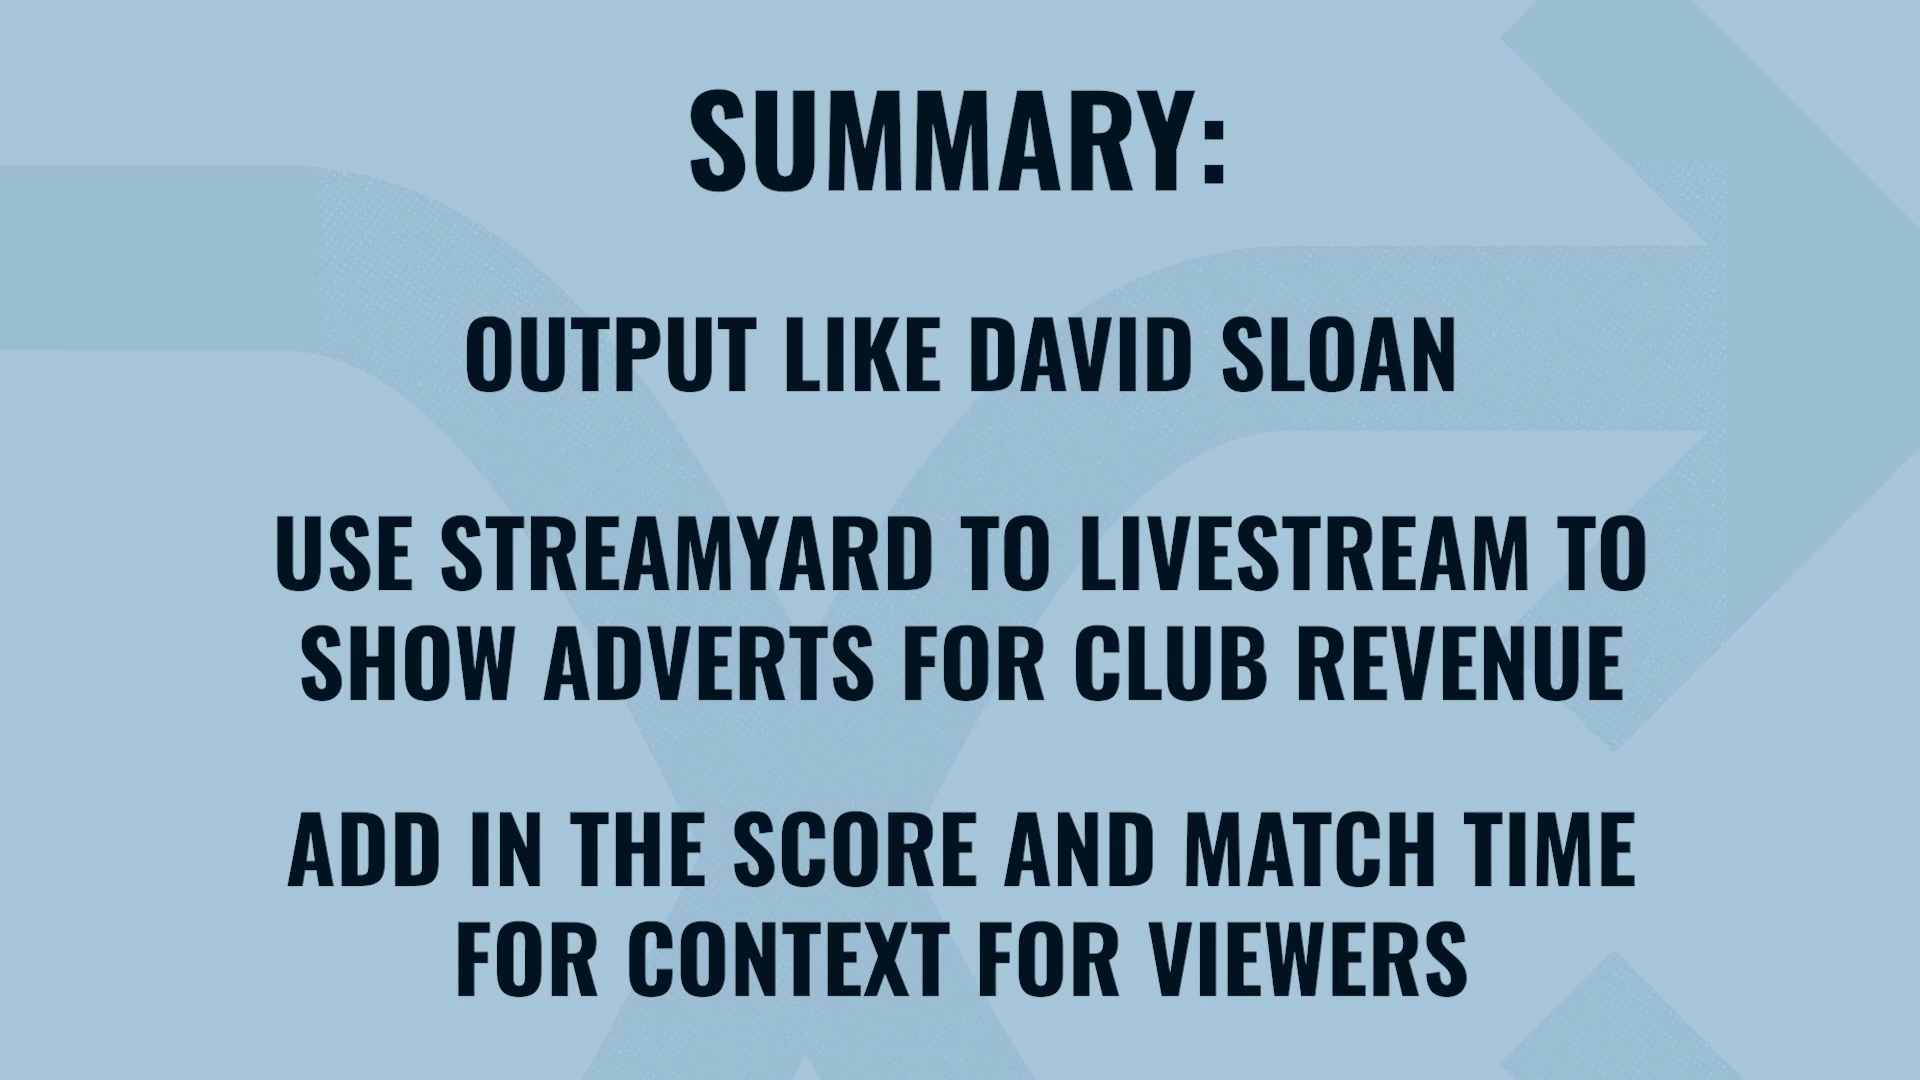 SUMMARY:
OUTPUT LIKE DAVID SLOAN
USE STREAMYARD TO LIVESTREAM TO
SHOW ADVERTS FOR CLUB REVENUE
ADD IN THE SCORE AND MATCH TIME
FOR CONTEXT FOR VIEWERS